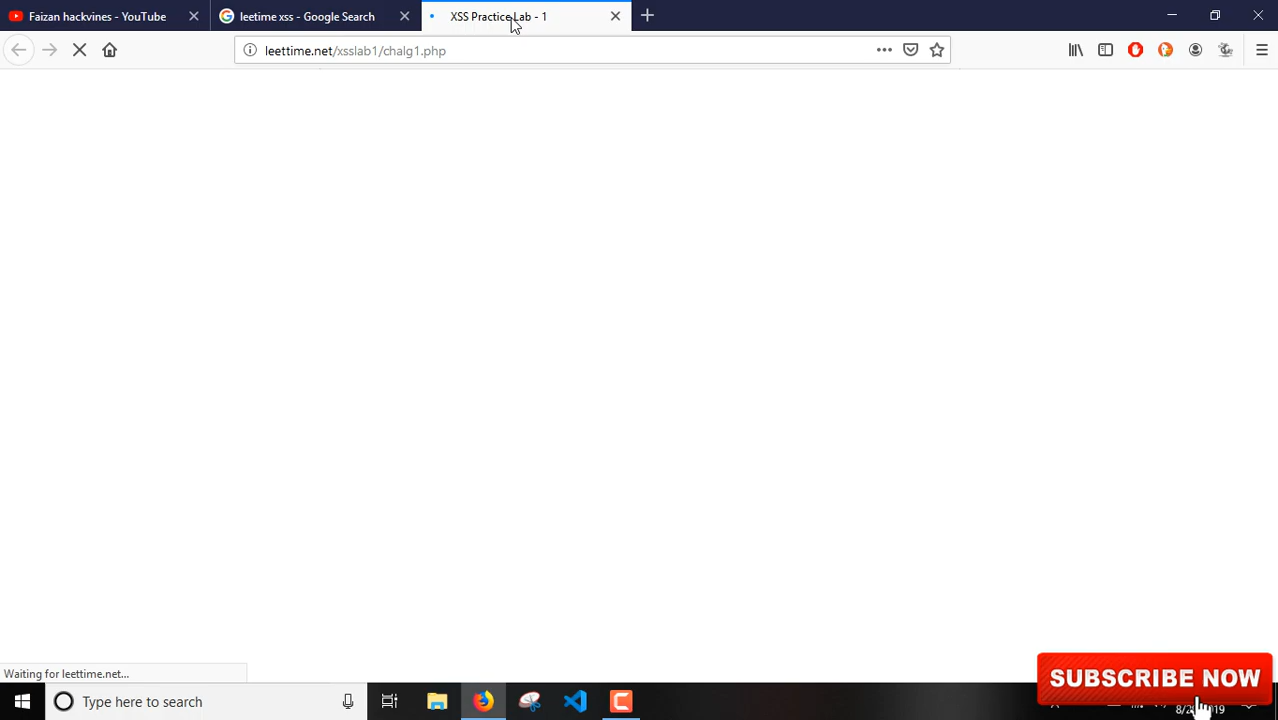 Faizan hackvines - YouTube
leetime xss - Google Search
XSS Practice Lab - 1
leettime.net/xsslab1/chalg1.php
Waiting for leettime.net...
Type here to search
SUBSCRIBE NOW